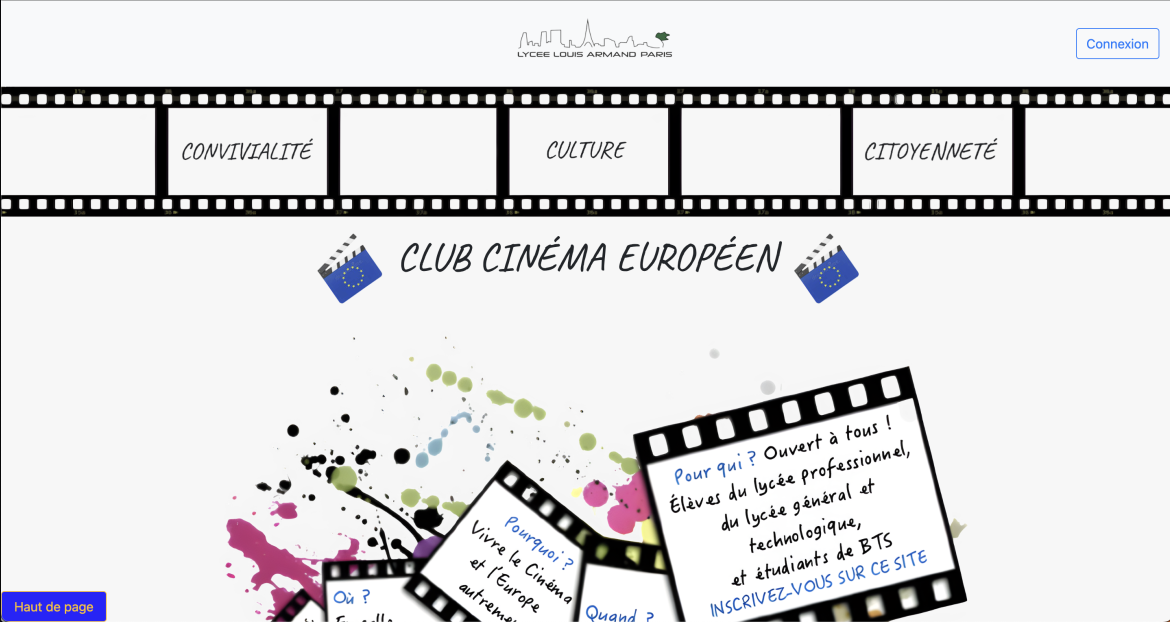 LYCEE LOUIS ARMAND PARIS
Connexion
CONVIVIALITÉ
CULTURE
CITOYENNETÉ
CLUB CINÉMA EUROPÉEN
Pour qui ? Ouvert à tous !
Élèves du lycée professionnel,
du lycée général et
technologique,
et étudiants de BTS
INSCRIVEZ-VOUS SUR CE SITE
Pourquoi ?
Vivre le Cinéma
et l'Europe
Où ?
Quand ?
Haut de page